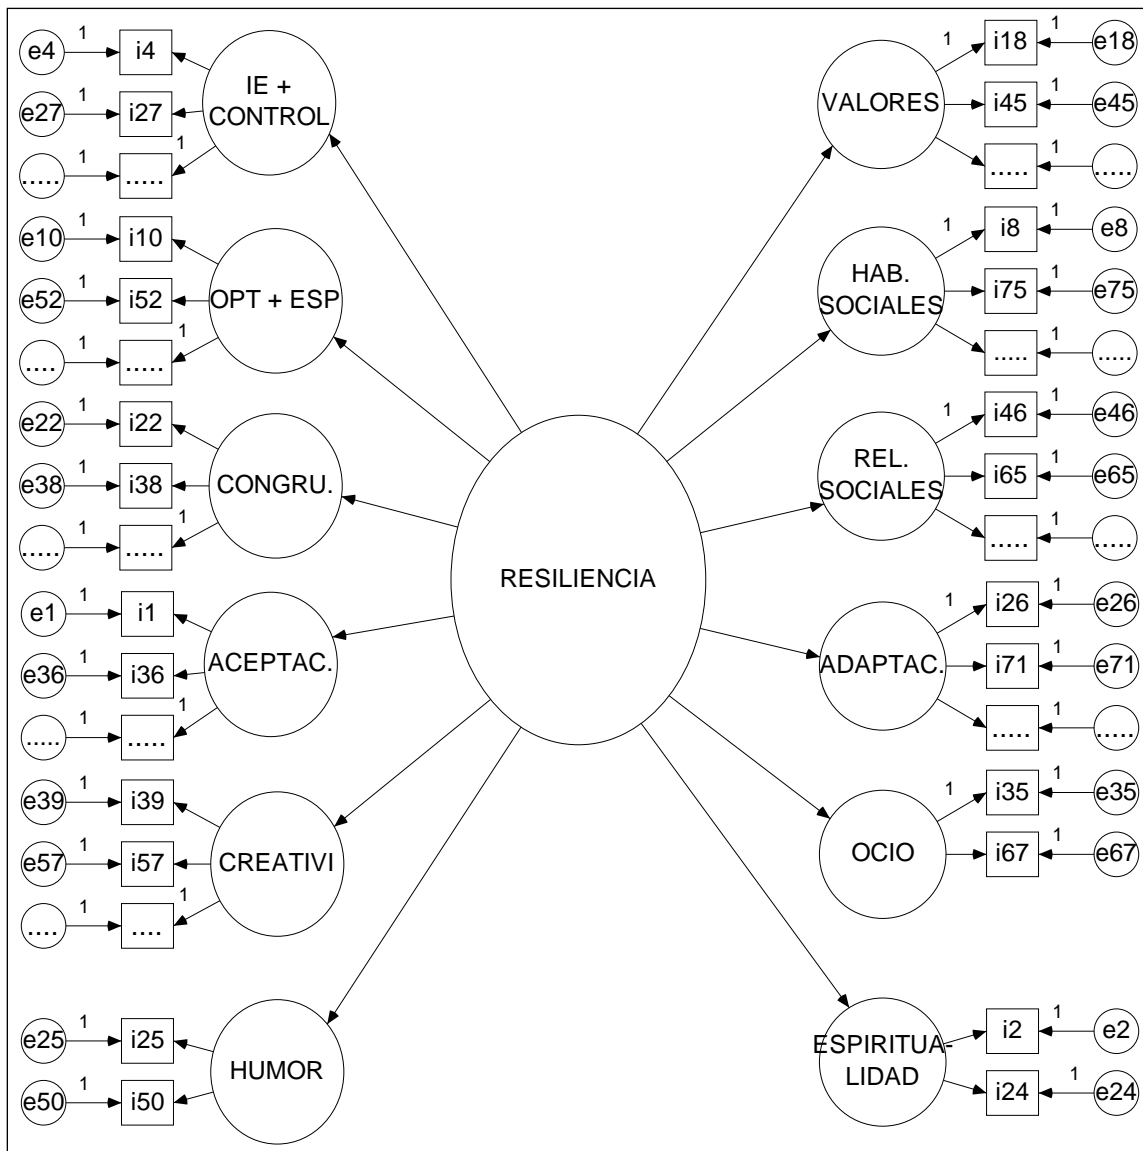 1
e4
i4
IE +
CONTROL
1
e27
i27
1
1
.....
.....
1
e10
i10
OPT + ESP
1
e52
i52
1
1
....
.....
1
e22
i22
CONGRU.
1
e38
i38
1
1
.....
.....
1
e1
i1
ACEPTAC.
1
e36
i36
1
1
.....
.....
1
e39
i39
CREATIVI
1
e57
i57
1
1
....
....
1
e25
i25
HUMOR
1
e50
i50
RESILIENCIA
VALORES
1
i18
1
e18
i45
1
e45
.....
1
.....
HAB.
SOCIALES
1
i8
1
e8
i75
1
e75
.....
1
.....
REL.
SOCIALES
1
i46
1
e46
i65
1
e65
.....
1
.....
ADAPTAC.
1
i26
1
e26
i71
1
e71
.....
1
.....
OCIO
1
i35
1
e35
i67
1
e67
ESPIRITUA-
LIDAD
i2
1
e2
i24
1
e24